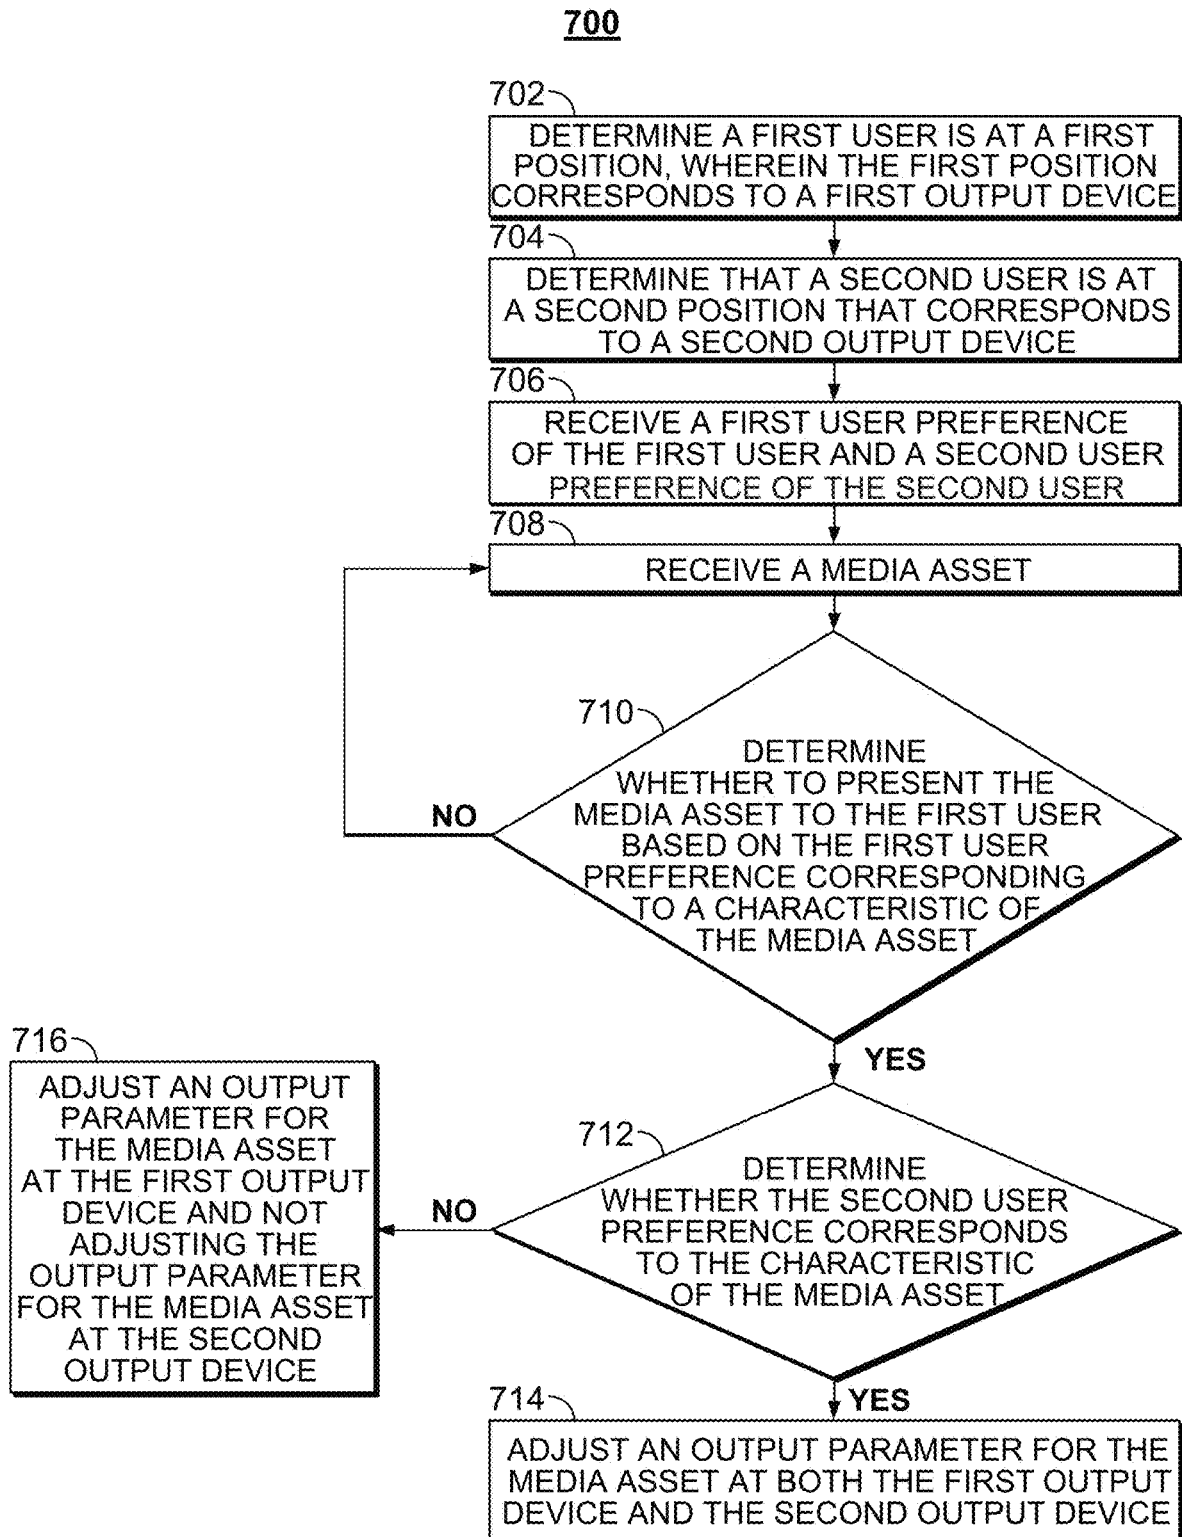 700
702
DETERMINE A FIRST USER IS AT A FIRST
POSITION, WHEREIN THE FIRST POSITION
CORRESPONDS TO A FIRST OUTPUT DEVICE
704
DETERMINE THAT A SECOND USER IS AT
A SECOND POSITION THAT CORRESPONDS
TO A SECOND OUTPUT DEVICE
706
RECEIVE A FIRST USER PREFERENCE
OF THE FIRST USER AND A SECOND USER
PREFERENCE OF THE SECOND USER
708
RECEIVE A MEDIA ASSET
710
DETERMINE
WHETHER TO PRESENT THE
MEDIA ASSET TO THE FIRST USER
BASED ON THE FIRST USER
PREFERENCE CORRESPONDING
TO A CHARACTERISTIC OF
THE MEDIA ASSET
NO
YES
712
DETERMINE
WHETHER THE SECOND USER
PREFERENCE CORRESPONDS
TO THE CHARACTERISTIC
OF THE MEDIA ASSET
NO
YES
716
ADJUST AN OUTPUT
PARAMETER FOR
THE MEDIA ASSET
AT THE FIRST OUTPUT
DEVICE AND NOT
ADJUSTING THE
OUTPUT PARAMETER
FOR THE MEDIA ASSET
AT THE SECOND
OUTPUT DEVICE
714
ADJUST AN OUTPUT PARAMETER FOR THE
MEDIA ASSET AT BOTH THE FIRST OUTPUT
DEVICE AND THE SECOND OUTPUT DEVICE